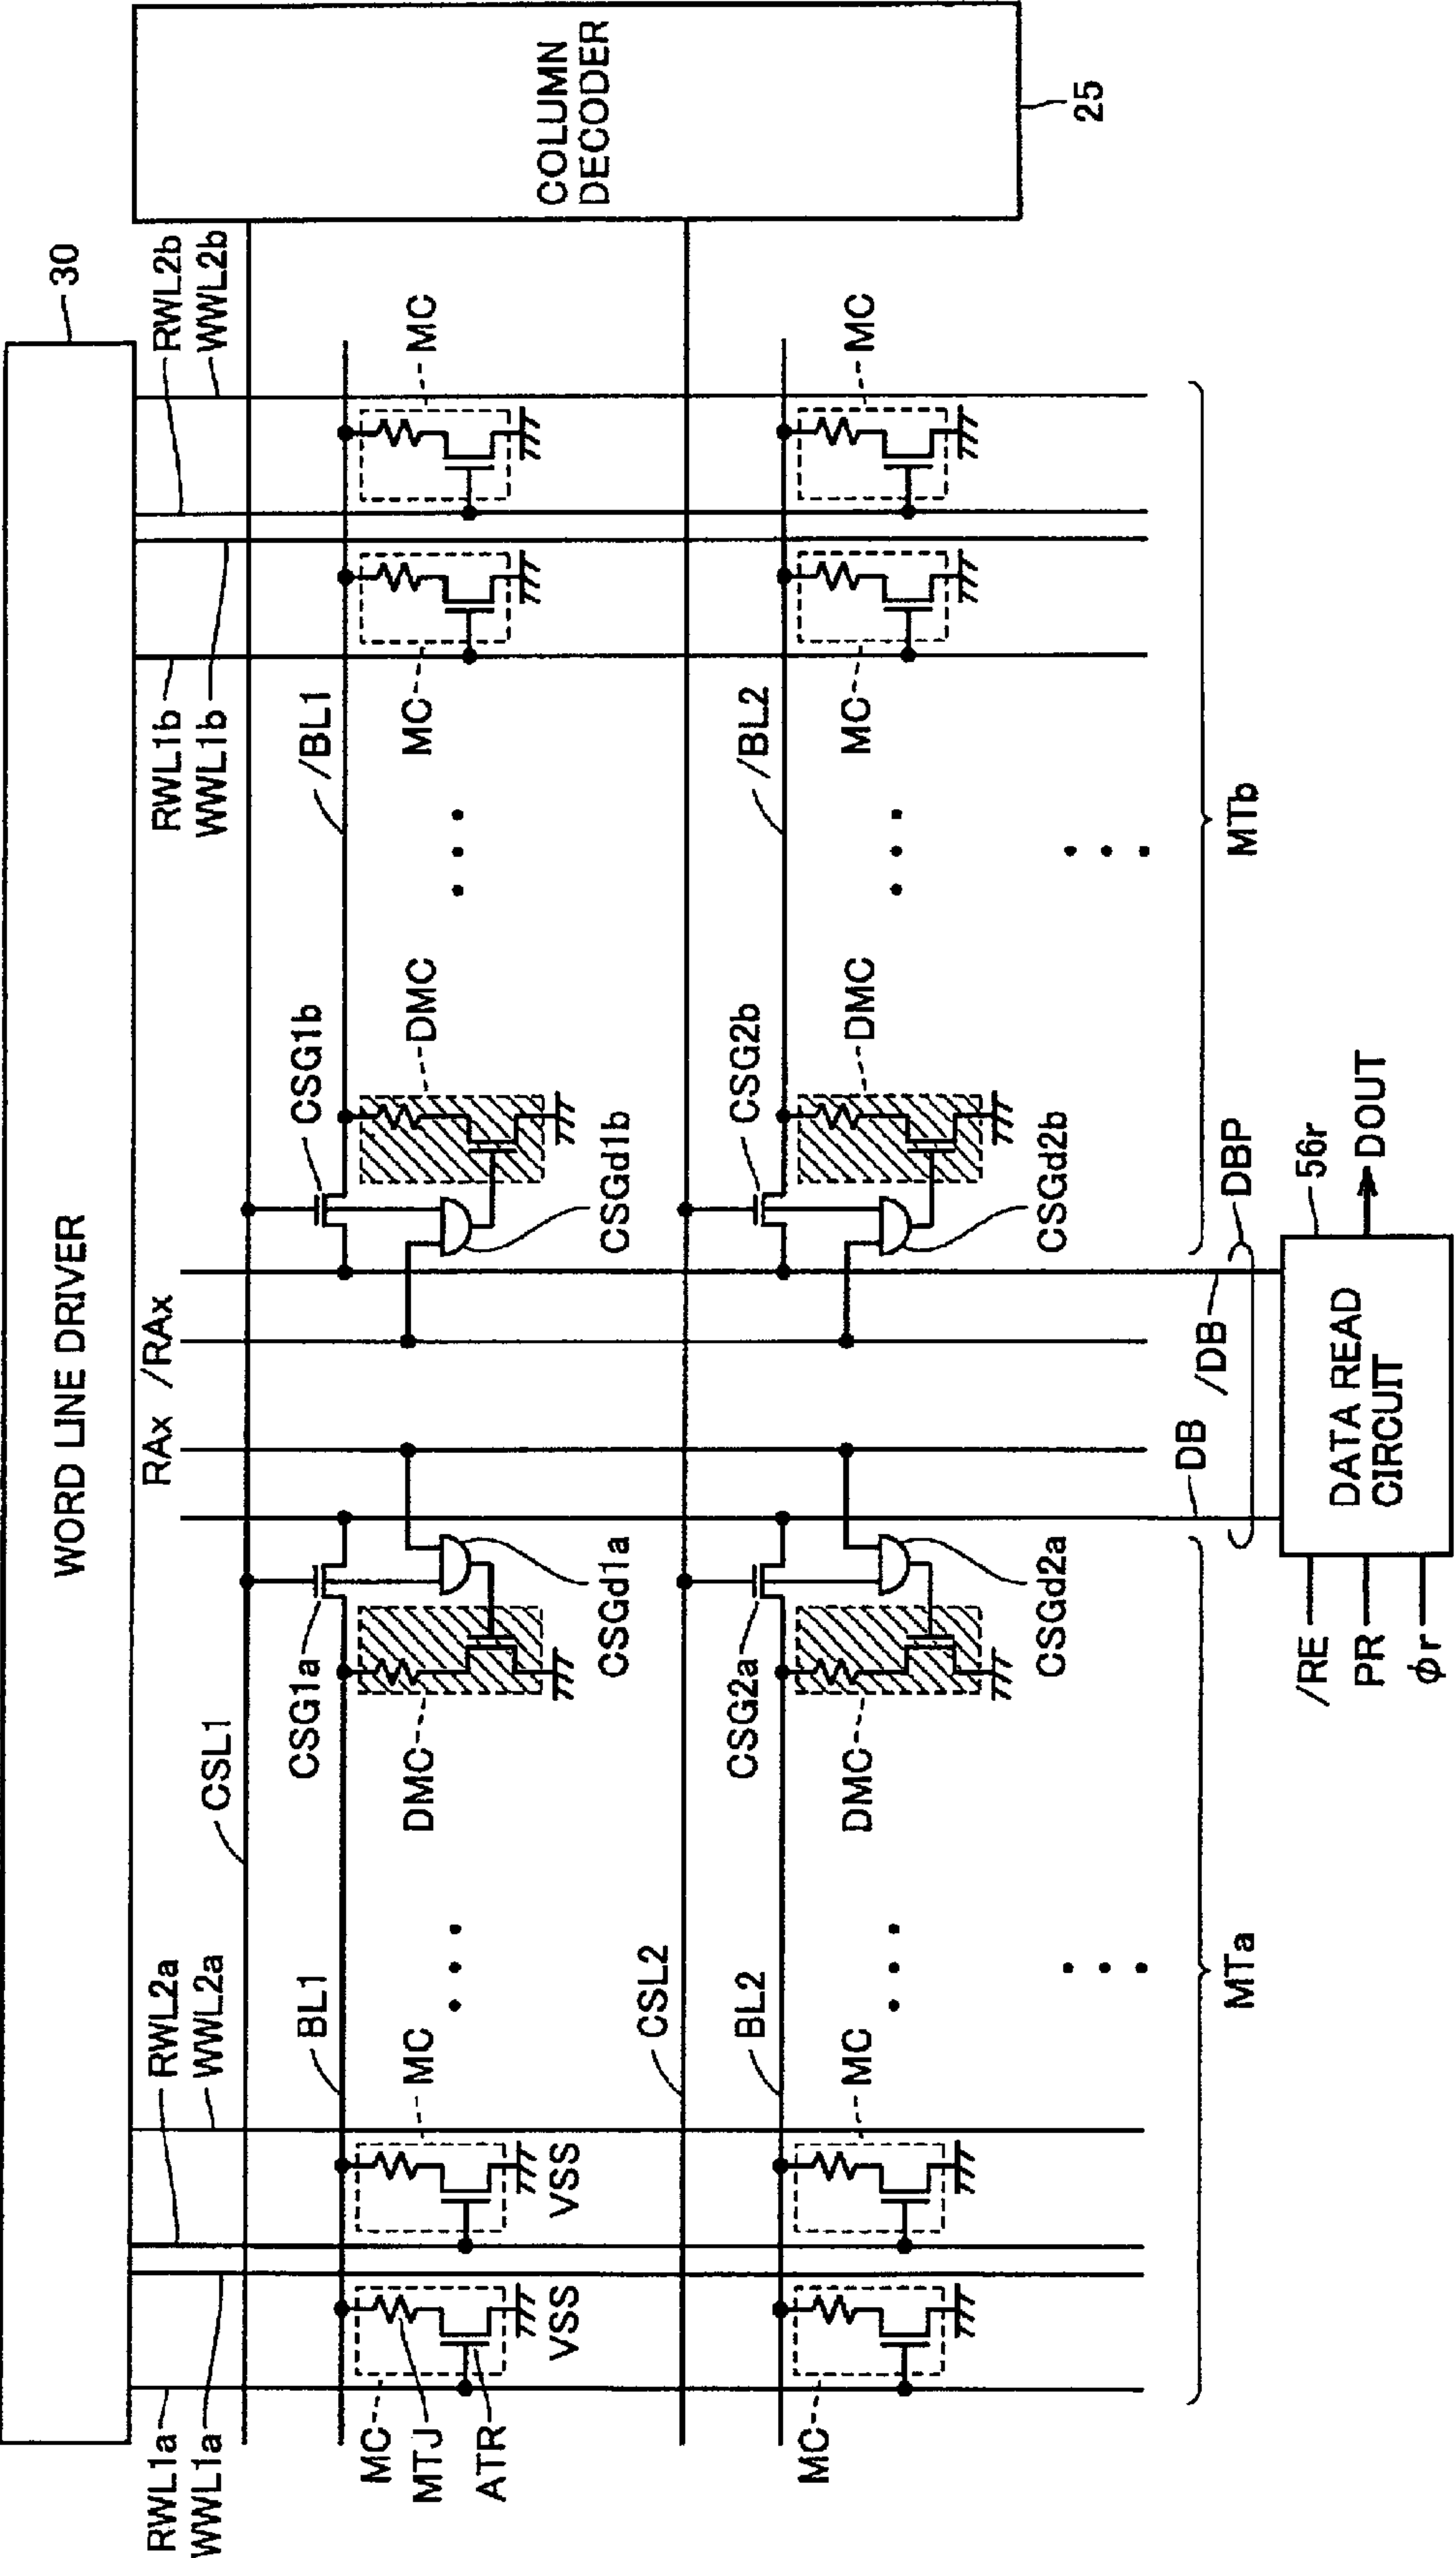 WORD LINE DRIVER
30
RWL1a
WWL1a
RWL2a
WWL2a
RAx /RAx
RWL1b
WWL1b
RWL2b
WWL2b
CSL1
BL1
CSG1a
CSG1b
/BL1
MC
MTJ
ATR
VSS
MC
VSS
DMC
CSGd1a
CSGd1b
DMC
MC
MC
COLUMN
DECODER
25
CSL2
BL2
CSG2a
CSG2b
/BL2
MC
MC
DMC
CSGd2a
CSGd2b
DMC
MC
MC
MTa
DB
/DB
DBP
MTb
/RE
PR
φr
DATA READ
CIRCUIT
56r
DOUT